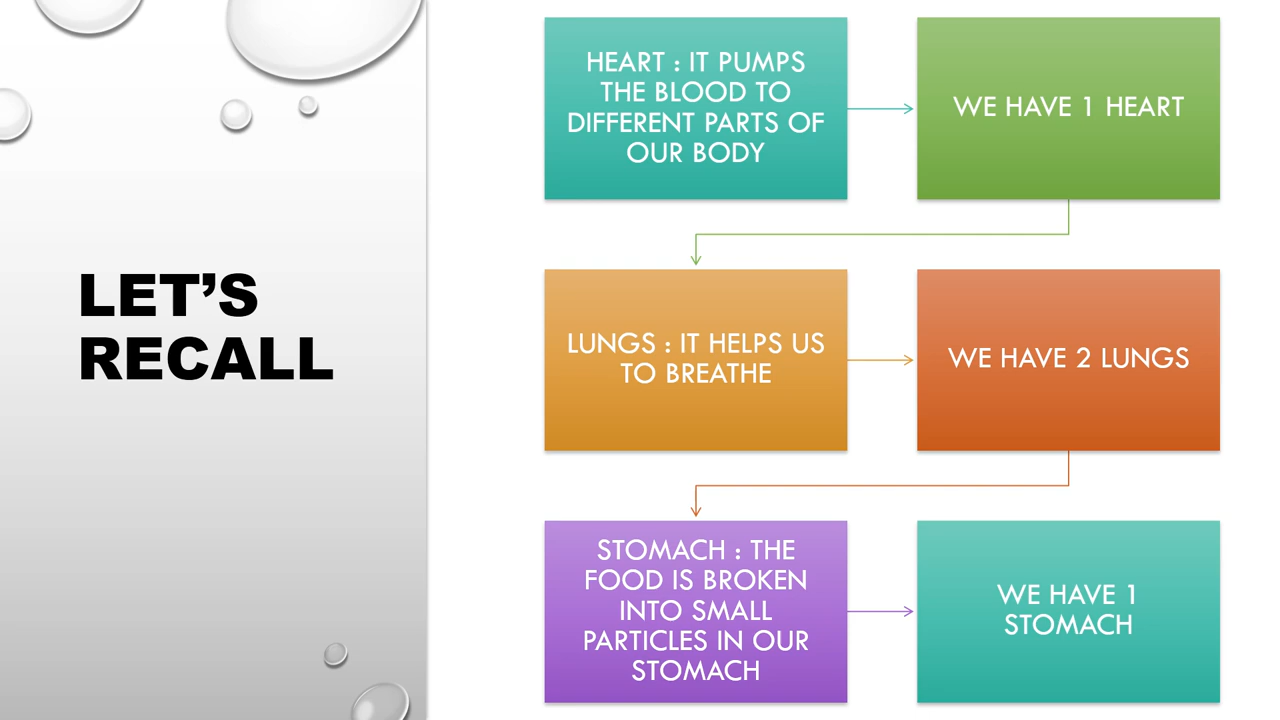 LET’S
RECALL
HEART : IT PUMPS
THE BLOOD TO
DIFFERENT PARTS OF
OUR BODY
WE HAVE 1 HEART
LUNGS : IT HELPS US
TO BREATHE
WE HAVE 2 LUNGS
STOMACH : THE
FOOD IS BROKEN
INTO SMALL
PARTICLES IN OUR
STOMACH
WE HAVE 1
STOMACH